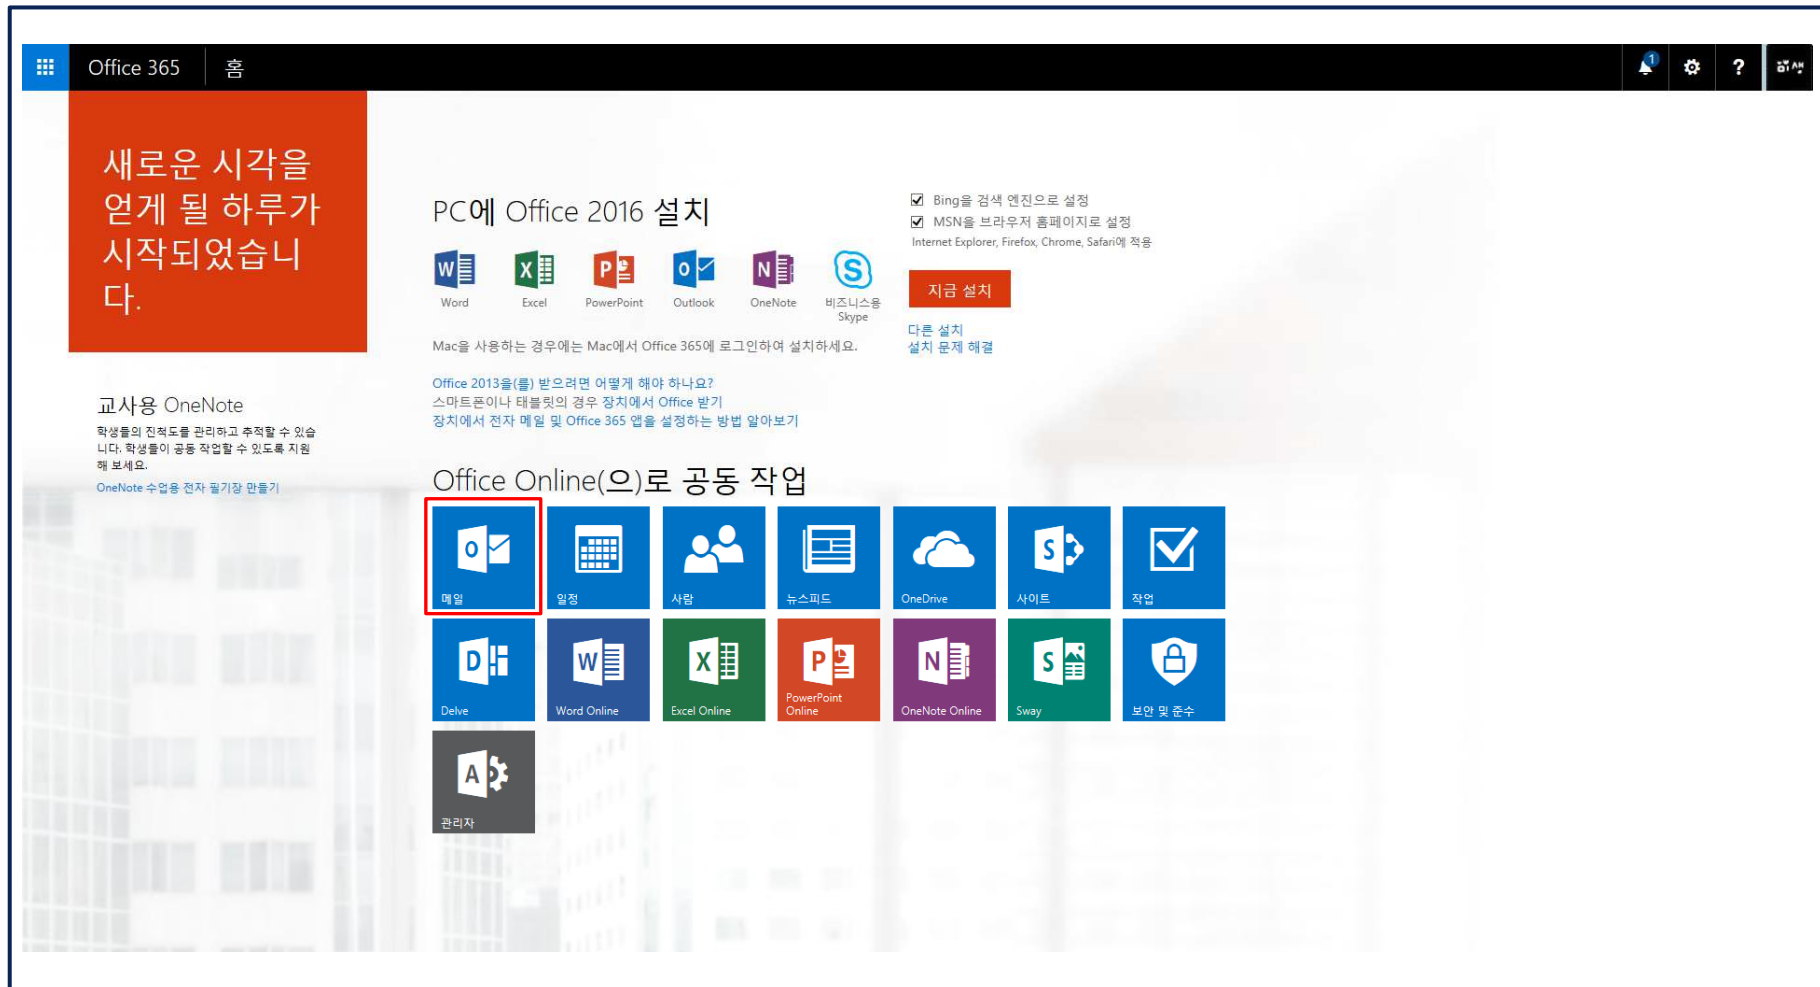 Office 365 홈
1
?
새로운 시각을
얻게 될 하루가
시작되었습니
다.
교사용 OneNote
학생들의 진척도를 관리하고 추적할 수 있습
니다. 학생들이 공동 작업할 수 있도록 지원
해 보세요.
OneNote 수업용 전자 필기장 만들기
PC에 Office 2016 설치
Word Excel PowerPoint Outlook OneNote 비즈니스용
Skype
Mac을 사용하는 경우에는 Mac에서 Office 365에 로그인하여 설치하세요.
Office 2013을(를) 받으려면 어떻게 해야 하나요?
스마트폰이나 태블릿의 경우 장치에서 Office 받기
장치에서 전자 메일 및 Office 365 앱을 설정하는 방법 알아보기
Bing을 검색 엔진으로 설정
MSN을 브라우저 홈페이지로 설정
Internet Explorer, Firefox, Chrome, Safari에 적용
지금 설치
다른 설치
설치 문제 해결
Office Online(으)로 공동 작업
메일 일정 사람 뉴스피드 OneDrive 사이트 작업
Delve Word Online Excel Online PowerPoint
Online OneNote Online Sway 보안 및 준수
관리자